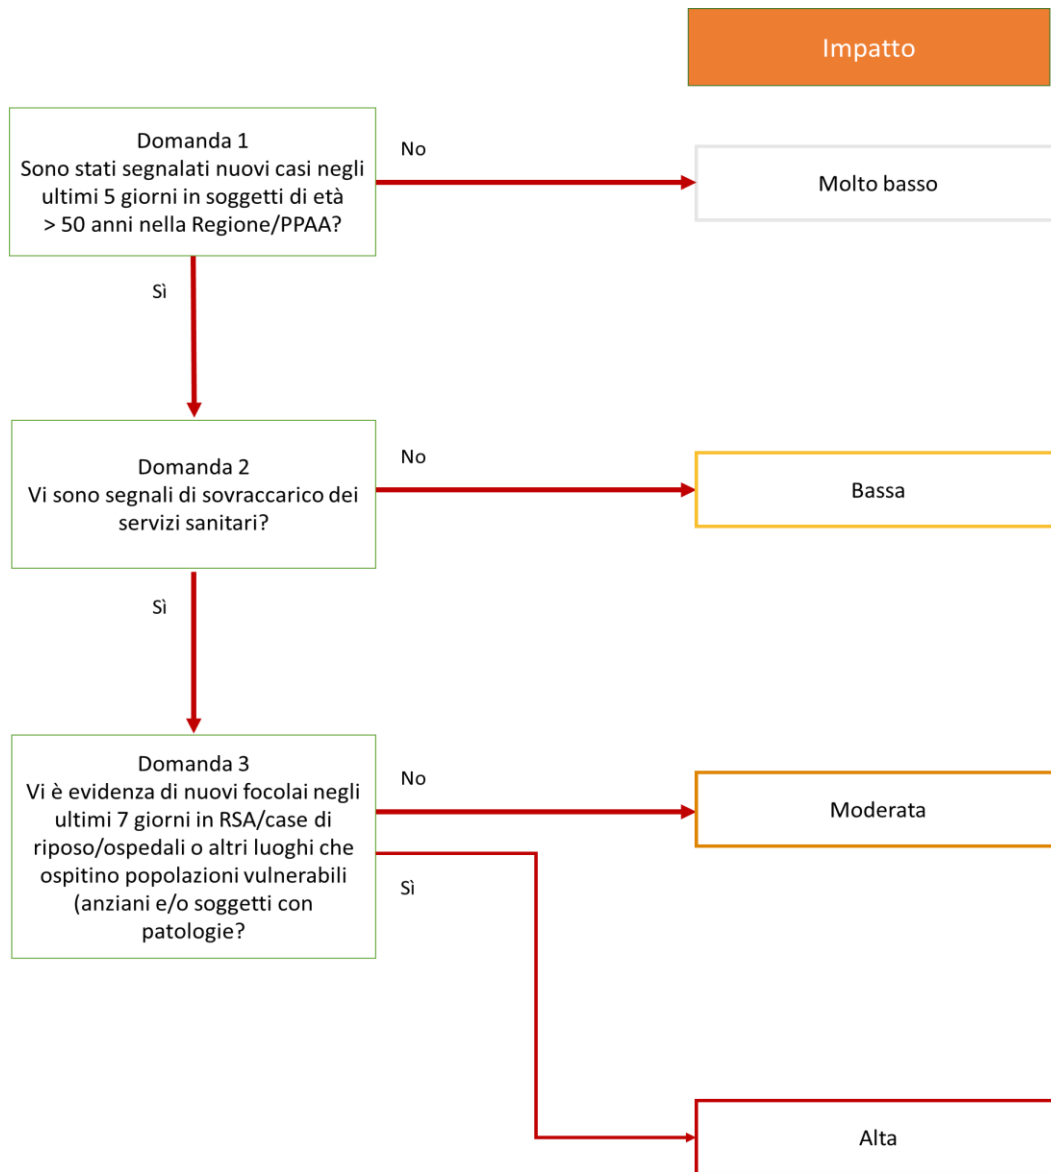 Impatto
Domanda 1
Sono stati segnalati nuovi casi negli
ultimi 5 giorni in soggetti di età
> 50 anni nella Regione/PPAA?
No
Molto basso
Sì
Domanda 2
Vi sono segnali di sovraccarico dei
servizi sanitari?
No
Bassa
Sì
Domanda 3
Vi è evidenza di nuovi focolai negli
ultimi 7 giorni in RSA/case di
riposo/ospedali o altri luoghi che
ospitino popolazioni vulnerabili
(anziani e/o soggetti con
patologie?
No
Moderata
Sì
Alta